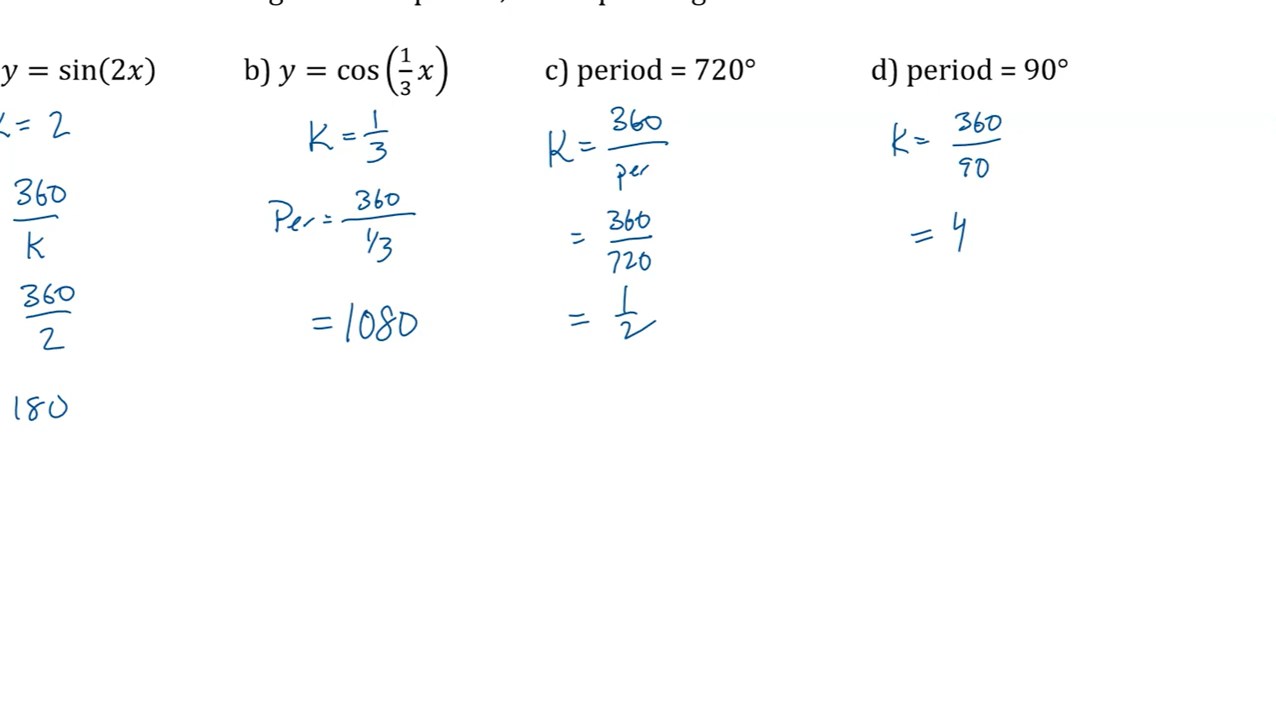 y = sin(2x)
K = 2
360
K
360
2
180
b) y = cos(1/3 x)
K = 1/3
Per = 360
1/3
= 1080
c) period = 720°
K = 360
per
= 360
720
= 1/2
d) period = 90°
K = 360
90
= 4